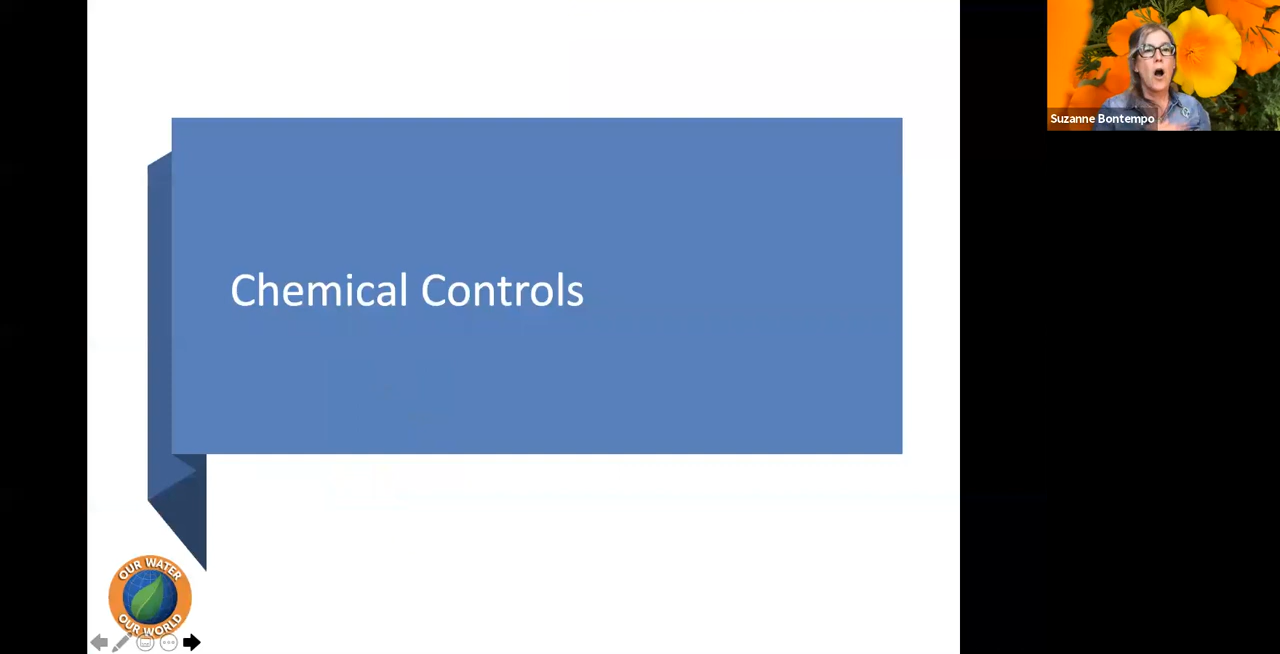 Suzanne Bontempo
Chemical Controls
OUR WATER
OUR WORLD